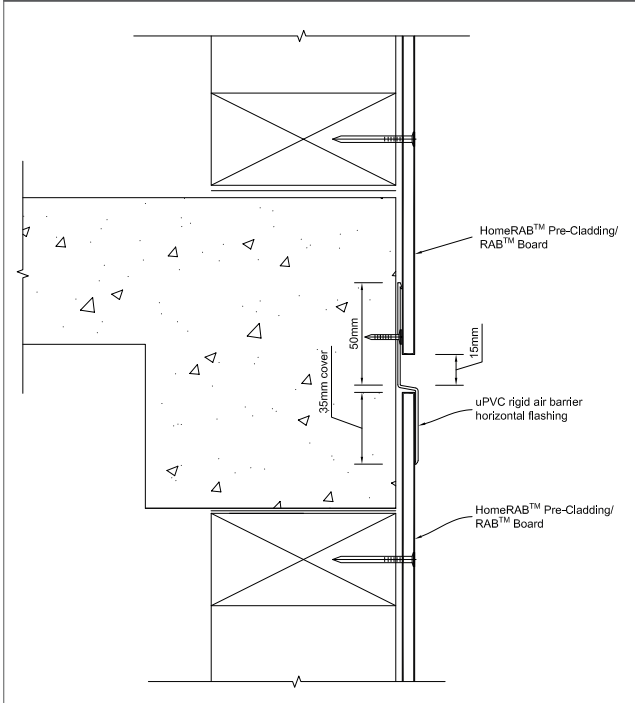 HomeRAB™ Pre-Cladding/
RAB™ Board
50mm
15mm
35mm cover
uPVC rigid air barrier
horizontal flashing
HomeRAB™ Pre-Cladding/
RAB™ Board